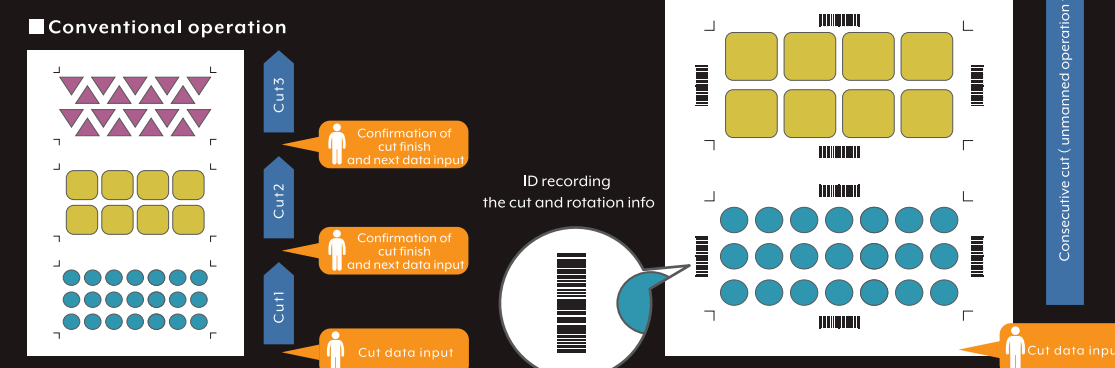 Conventional operation
Cut3
Confirmation of
cut finish
and next data input
Cut2
Confirmation of
cut finish
and next data input
Cut1
Cut data input
ID recording
the cut and rotation info
Consecutive cut ( unmanned operation
Cut data inpu